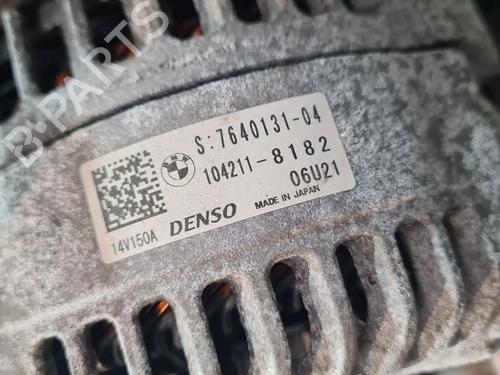 B-PARTS
S:7640131-04
104211-8182
06U21
14V150A DENSO MADE IN JAPAN